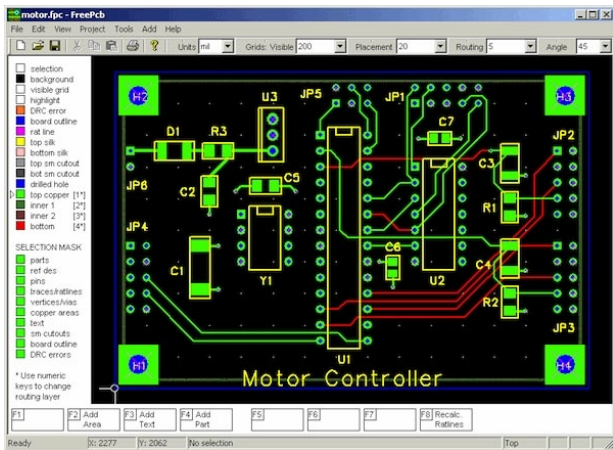 motor.fpc - FreePcb
File Edit View Project Tools Add Help
Units mil Grids: Visible 200 Placement 20 Routing 5 Angle 45
selection
background
visible grid
highlight
DRC error
board outline
rat line
top silk
bottom silk
top sm cutout
bot sm cutout
drilled hole
top copper [1*]
inner 1 [2*]
inner 2 [3*]
bottom [4*]
SELECTION MASK
parts
ref des
pins
traces/ratlines
vertices/vias
copper areas
text
sm cutouts
board outline
DRC errors
* Use numeric
keys to change
routing layer
H2 U3 JP5 JP1 H3
D1 R3 C7 JP2
C3
JP6 C2 C5 R1
JP4
C1 Y1 C6 U2 C4
R2
JP3
H1 U1 H4
Motor Controller
F1 F2 Add Area F3 Add Text F4 Add Part F5 F6 F7 F8 Recalc. Ratlines
Ready X: 2277 Y: 2062 No selection Top